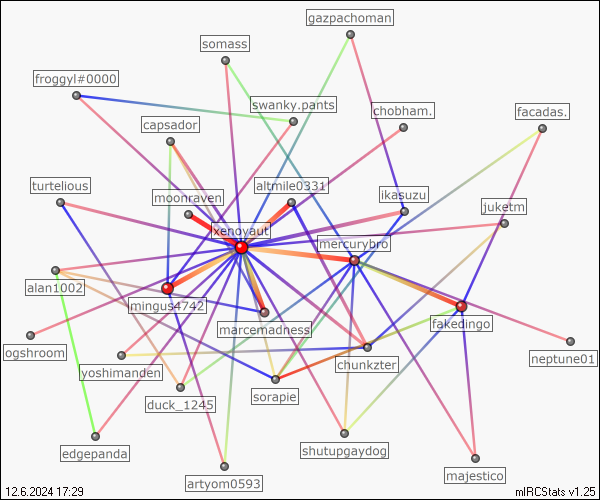 gazpachoman
somass
froggyl#0000
swanky.pants
chobham.
facadas.
capsador
turtelious
altmile0331
moonraven
ikasuzu
juketm
xenoyaut
mercurybro
alan1002
mingus4742
marcemadness
fakedingo
ogshroom
neptune01
chunkzter
yoshimanden
sorapie
duck_1245
shutupgaydog
edgepanda
majestico
artyom0593
12.6.2024 17:29
mIRCStats v1.25